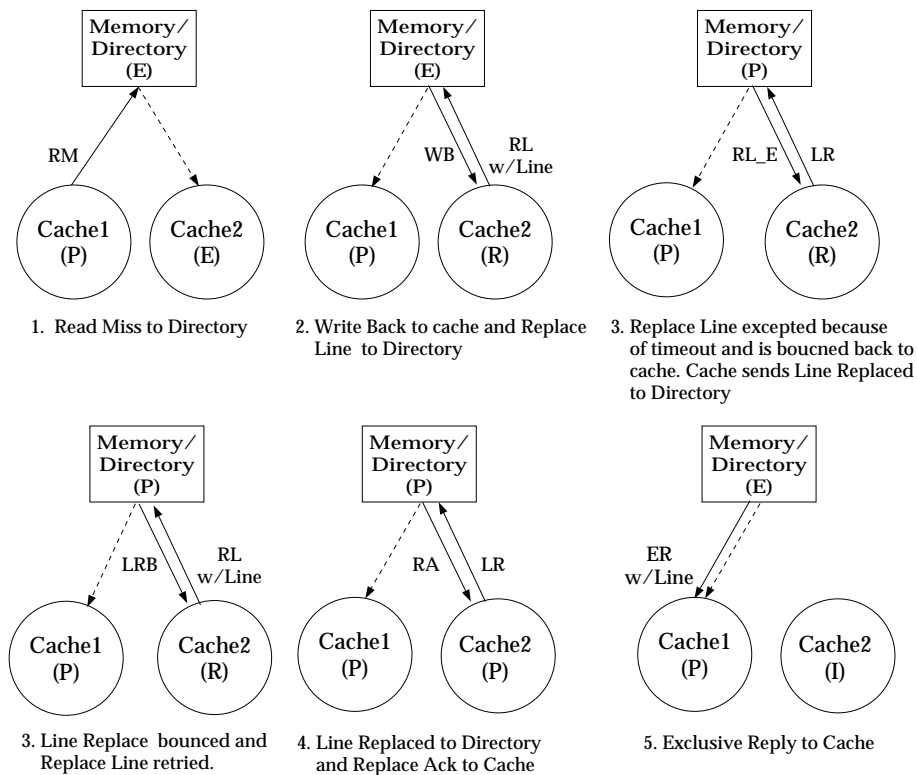 Memory/
Directory
(E)
RM
Cache1
(P)
Cache2
(E)
1. Read Miss to Directory
Memory/
Directory
(E)
WB
RL
w/Line
Cache1
(P)
Cache2
(R)
2. Write Back to cache and Replace
Line to Directory
Memory/
Directory
(P)
RL_E
LR
Cache1
(P)
Cache2
(R)
3. Replace Line excepted because
of timeout and is boucned back to
cache. Cache sends Line Replaced
to Directory
Memory/
Directory
(P)
LRB
RL
w/Line
Cache1
(P)
Cache2
(R)
3. Line Replace bounced and
Replace Line retried.
Memory/
Directory
(P)
RA
LR
Cache1
(P)
Cache2
(P)
4. Line Replaced to Directory
and Replace Ack to Cache
Memory/
Directory
(E)
ER
w/Line
Cache1
(P)
Cache2
(I)
5. Exclusive Reply to Cache